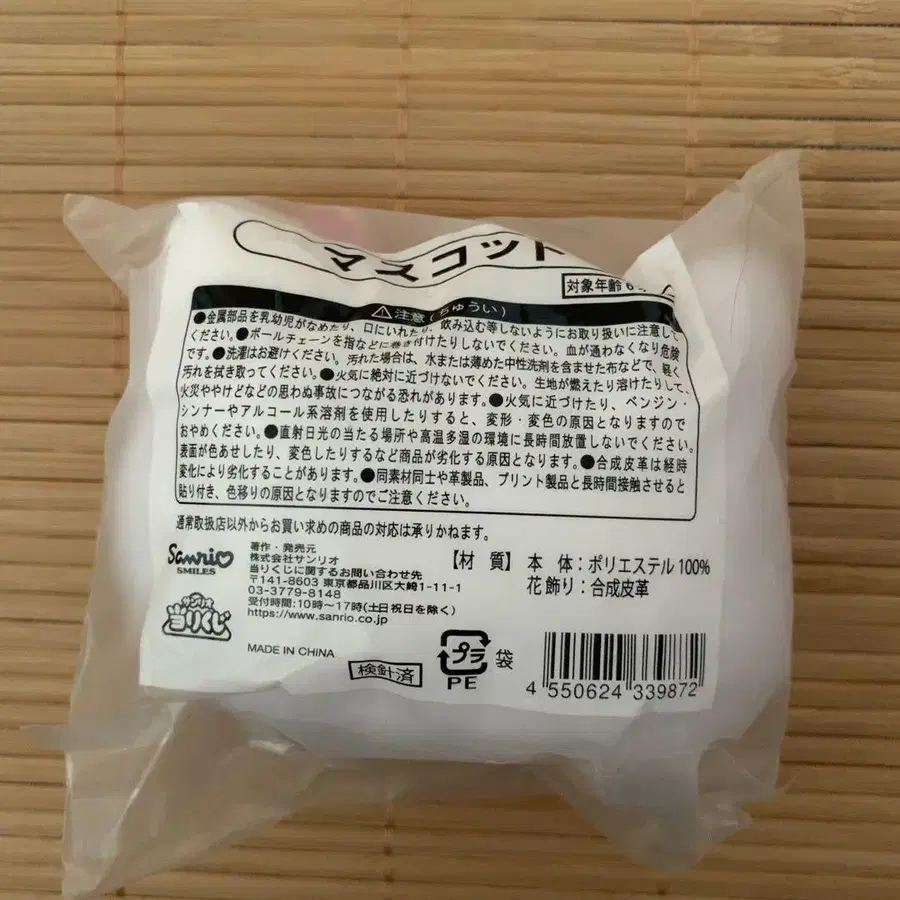 マスコット
対象年齢6
⚠注意(ちゅうい)
●金属部品を乳幼児がなめたり、口にいれたり、飲み込む等しないようにお取り扱いに注意して
ください。●ボールチェーンを指などに巻き付けたりしないでください。血が通わなくなり危険
です。●洗濯はお避けください。汚れた場合は、水または薄めた中性洗剤を含ませた布などで、軽く
汚れを拭き取ってください。●火気に絶対に近づけないでください。生地が燃えたり溶けたりして、
火災ややけどなどの思わぬ事故につながる恐れがあります。●火気に近づけたり、ベンジン・
シンナーやアルコール系溶剤を使用したりすると、変形・変色の原因となりますので
おやめください。●直射日光の当たる場所や高温多湿の環境に長時間放置しないでください。
表面が色あせしたり、変色したりするなど商品が劣化する原因となります。●合成皮革は経時
変化により劣化することがあります。●同素材同士や革製品、プリント製品と長時間接触させると
貼り付き、色移りの原因となりますのでご注意ください。
通常取扱店以外からお買い求めの商品の対応は承りかねます。
Sanrio
SMILES
サンリオ
当りくじ
著作・発売元
株式会社サンリオ
当りくじに関するお問い合わせ先
〒141-8603 東京都品川区大崎1-11-1
03-3779-8148
受付時間:10時～17時(土日祝日を除く)
https://www.sanrio.co.jp
MADE IN CHINA
【材 質】 本 体:ポリエステル100%
花飾り:合成皮革
検針済
プラ 袋
PE
4 550624 339872